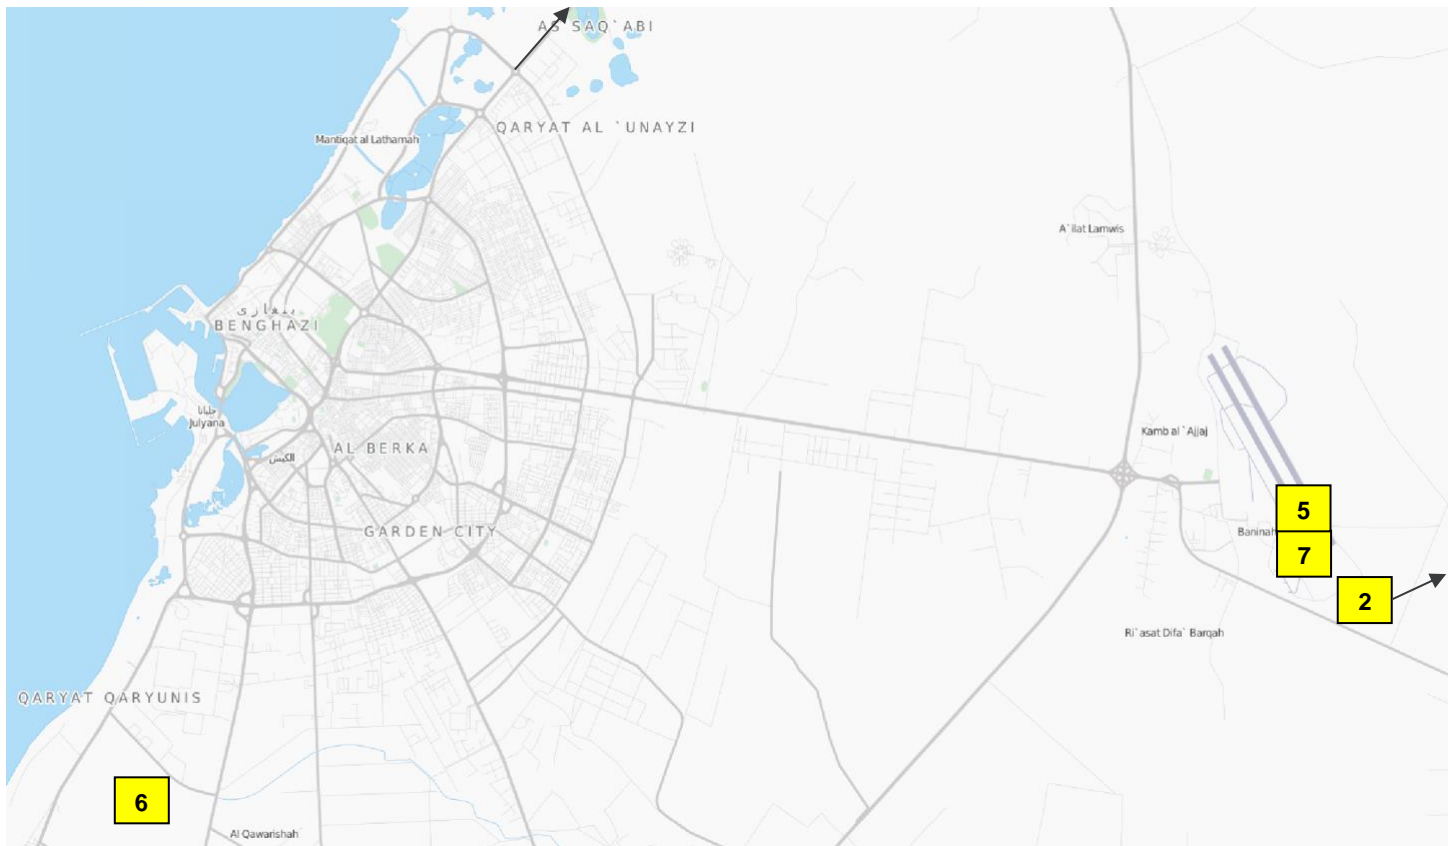 AS SAQ`ABI
QARYAT AL `UNAYZI
Mantiqat al Lathamah
A`ilat Lamwis
بنغازي
BENGHAZI
جليانا
Julyana
AL BERKA
الكيش
Kamb al `Ajjaj
GARDEN CITY
5
Baninah
7
2
Ri`asat Difa` Barqah
QARYAT QARYUNIS
6
Al Qawarishah